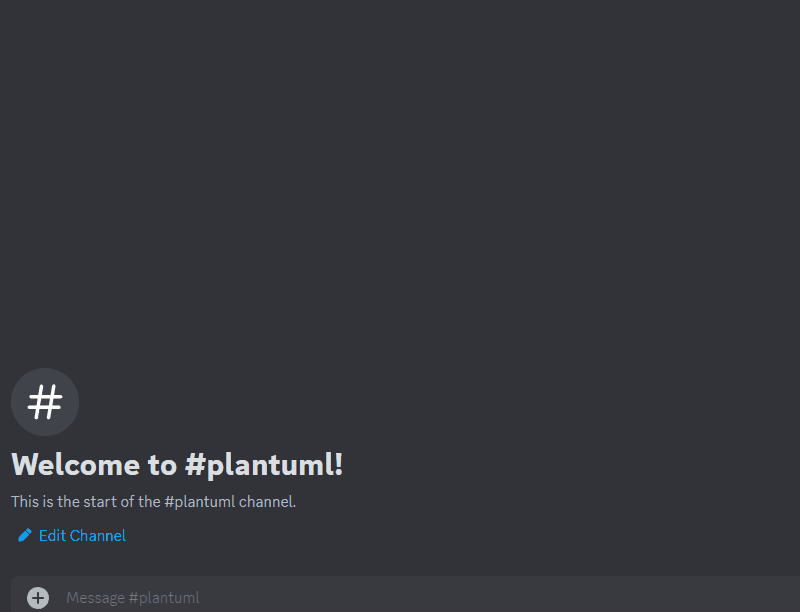 #
Welcome to #plantuml!
This is the start of the #plantuml channel.
Edit Channel
Message #plantuml